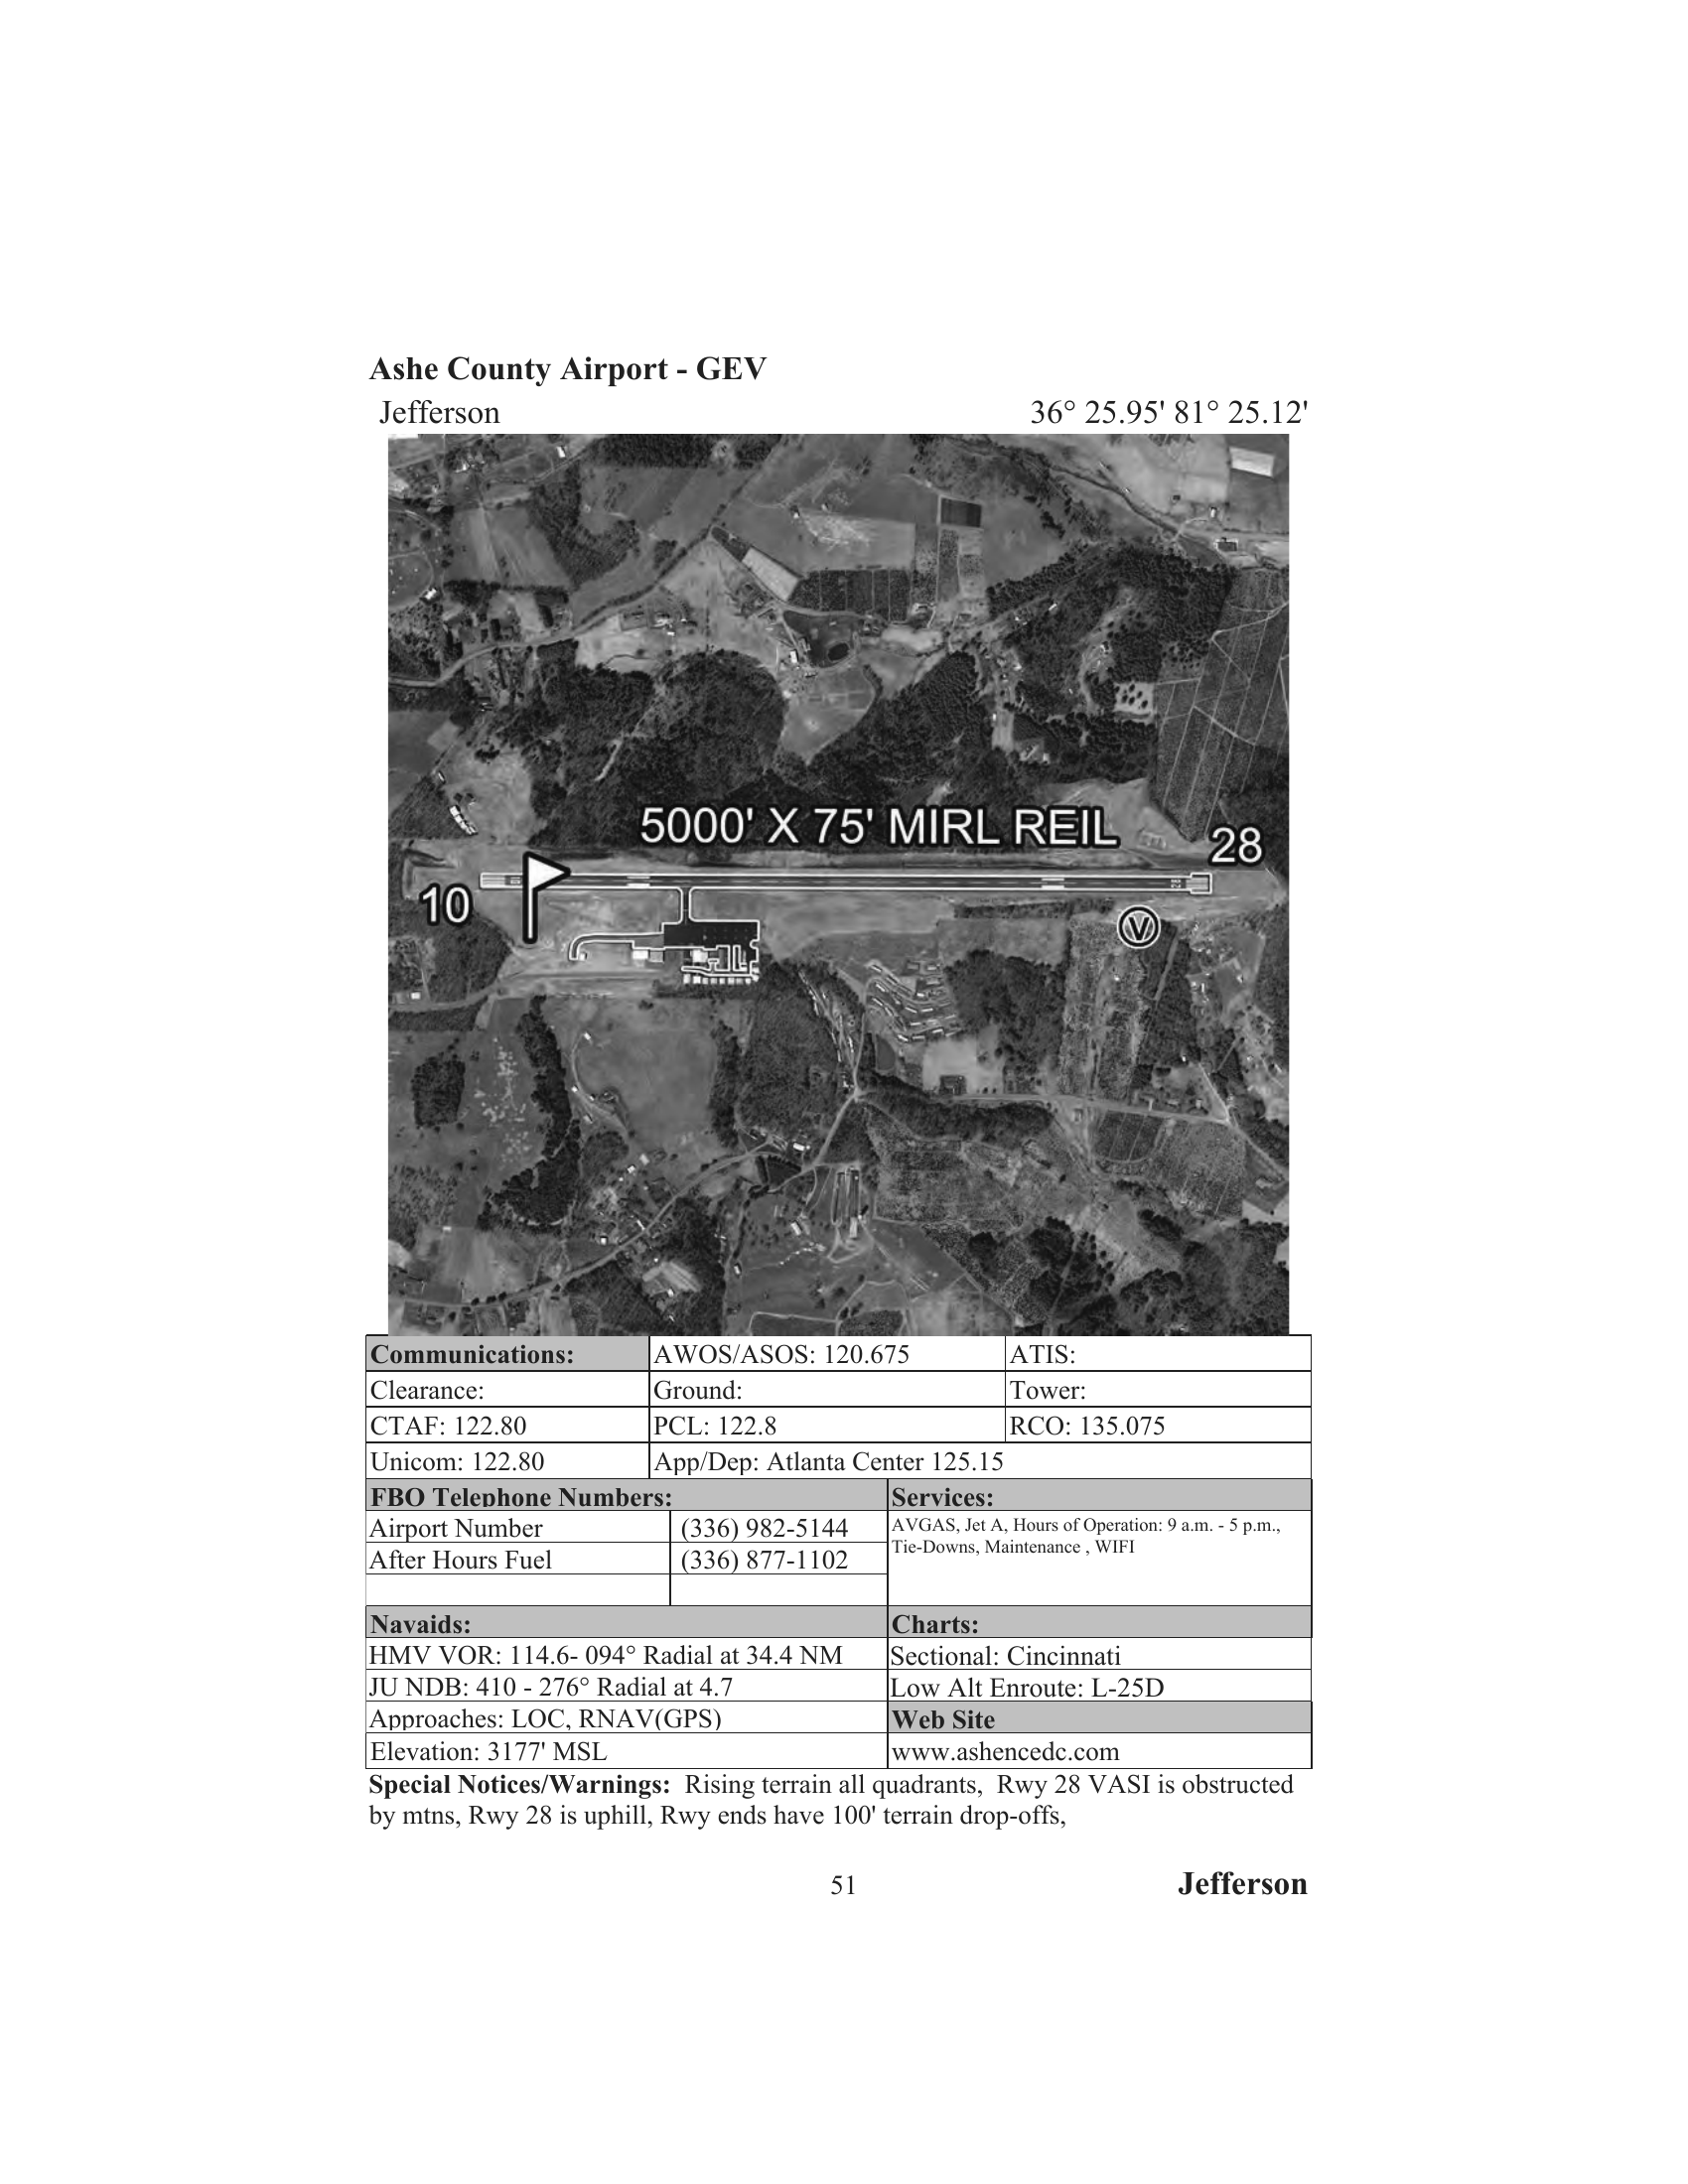 Ashe County Airport - GEV
Jefferson 36° 25.95' 81° 25.12'
5000' X 75' MIRL REIL
28
10
V
Communications: AWOS/ASOS: 120.675 ATIS:
Clearance: Ground: Tower:
CTAF: 122.80 PCL: 122.8 RCO: 135.075
Unicom: 122.80 App/Dep: Atlanta Center 125.15
FBO Telephone Numbers: Services:
Airport Number (336) 982-5144 AVGAS, Jet A, Hours of Operation: 9 a.m. - 5 p.m.,
Tie-Downs, Maintenance , WIFI
After Hours Fuel (336) 877-1102
Navaids: Charts:
HMV VOR: 114.6- 094° Radial at 34.4 NM Sectional: Cincinnati
JU NDB: 410 - 276° Radial at 4.7 Low Alt Enroute: L-25D
Approaches: LOC, RNAV(GPS) Web Site
Elevation: 3177' MSL www.ashencedc.com
Special Notices/Warnings: Rising terrain all quadrants, Rwy 28 VASI is obstructed
by mtns, Rwy 28 is uphill, Rwy ends have 100' terrain drop-offs,
51 Jefferson